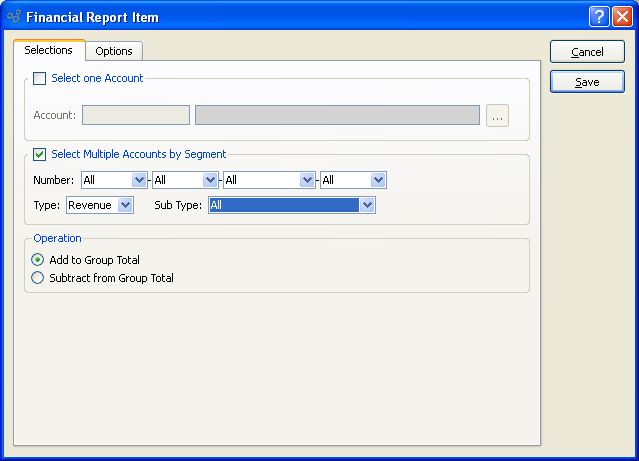 Financial Report Item
Selections Options
Cancel
Save
Select one Account
Account: ...
Select Multiple Accounts by Segment
Number: All - All - All - All
Type: Revenue Sub Type: All
Operation
Add to Group Total
Subtract from Group Total